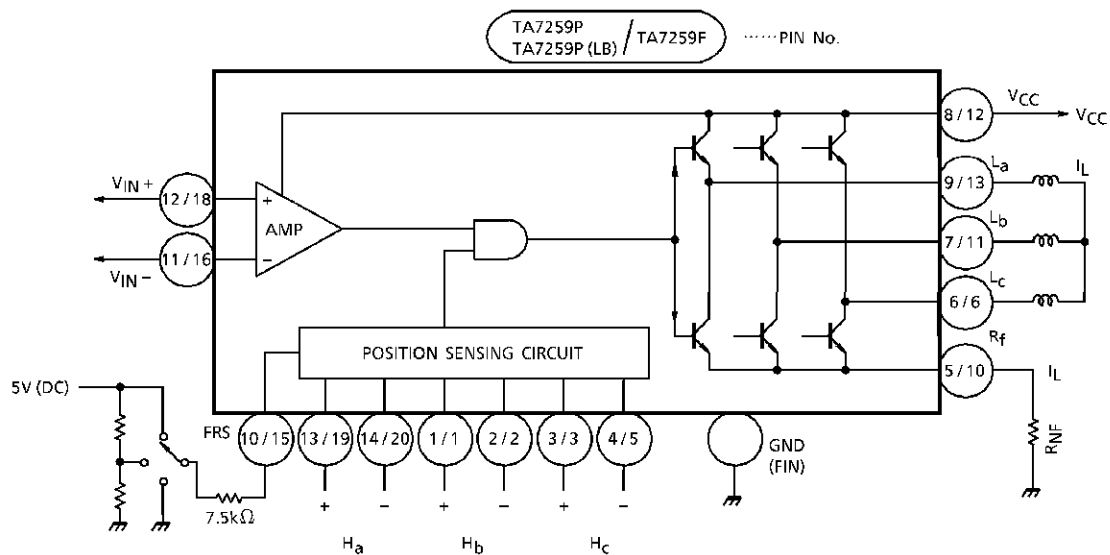 TA7259P
TA7259P (LB) / TA7259F ......PIN No.
8 / 12 VCC VCC
12 / 18 VIN+
+
AMP
−
11 / 16 VIN−
9 / 13 La IL
7 / 11 Lb
6 / 6 Lc
5 / 10 Rf IL
RNF
POSITION SENSING CIRCUIT
5V (DC)
FRS 10 / 15 13 / 19 14 / 20 1 / 1 2 / 2 3 / 3 4 / 5
GND
(FIN)
7.5kΩ
+ − + − + −
Ha Hb Hc